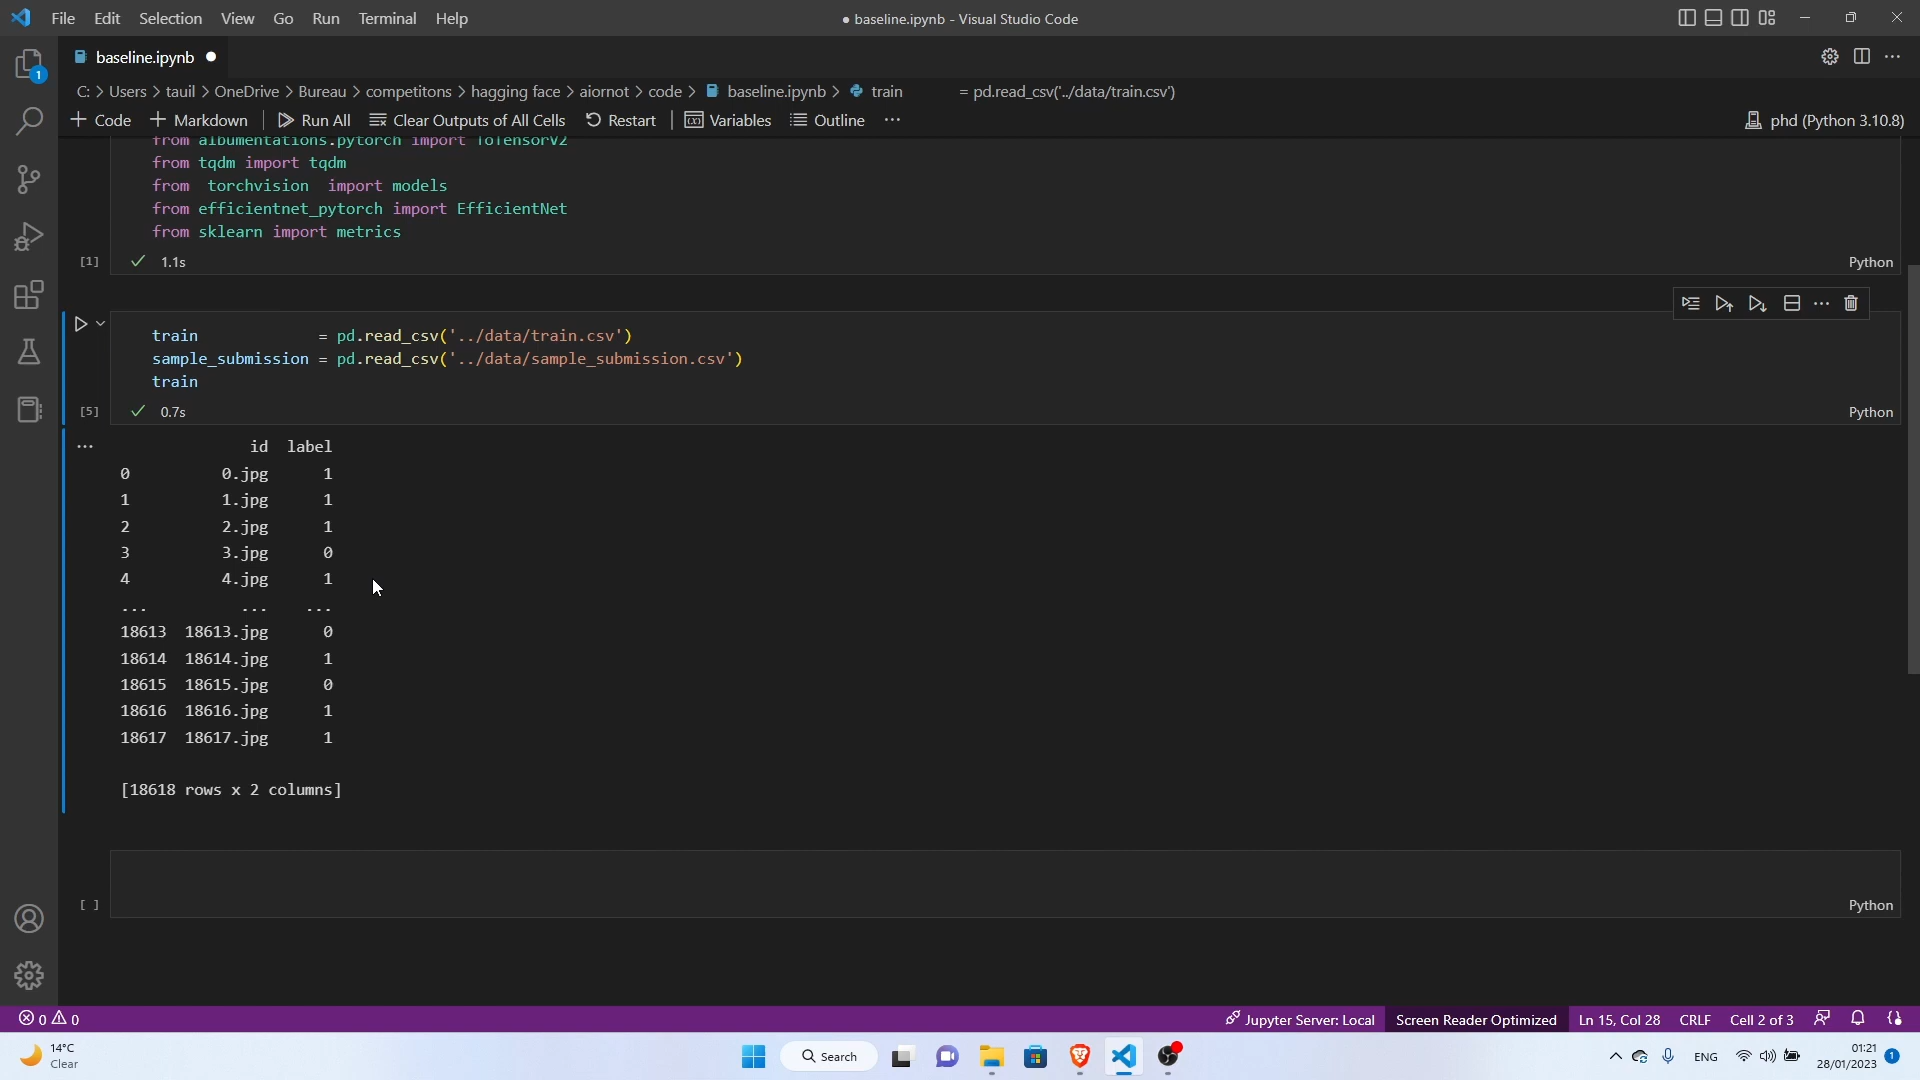 File Edit Selection View Go Run Terminal Help
● baseline.ipynb - Visual Studio Code
baseline.ipynb
C: > Users > tauil > OneDrive > Bureau > competitons > hagging face > aiornot > code > baseline.ipynb > train = pd.read_csv('../data/train.csv')
+ Code + Markdown Run All Clear Outputs of All Cells Restart Variables Outline ...
phd (Python 3.10.8)
from albumentations.pytorch import ToTensorV2
from tqdm import tqdm
from  torchvision  import models
from efficientnet_pytorch import EfficientNet
from sklearn import metrics
[1] ✓ 1.1s Python
train             = pd.read_csv('../data/train.csv')
sample_submission = pd.read_csv('../data/sample_submission.csv')
train
[5] ✓ 0.7s Python
... id label
0 0.jpg 1
1 1.jpg 1
2 2.jpg 1
3 3.jpg 0
4 4.jpg 1
... ... ...
18613 18613.jpg 0
18614 18614.jpg 1
18615 18615.jpg 0
18616 18616.jpg 1
18617 18617.jpg 1
[18618 rows x 2 columns]
[ ] Python
0 0
Jupyter Server: Local Screen Reader Optimized Ln 15, Col 28 CRLF Cell 2 of 3
14°C
Clear
Search
ENG
01:21
28/01/2023
1
1